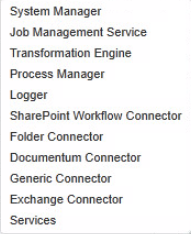 System Manager
Job Management Service
Transformation Engine
Process Manager
Logger
SharePoint Workflow Connector
Folder Connector
Documentum Connector
Generic Connector
Exchange Connector
Services